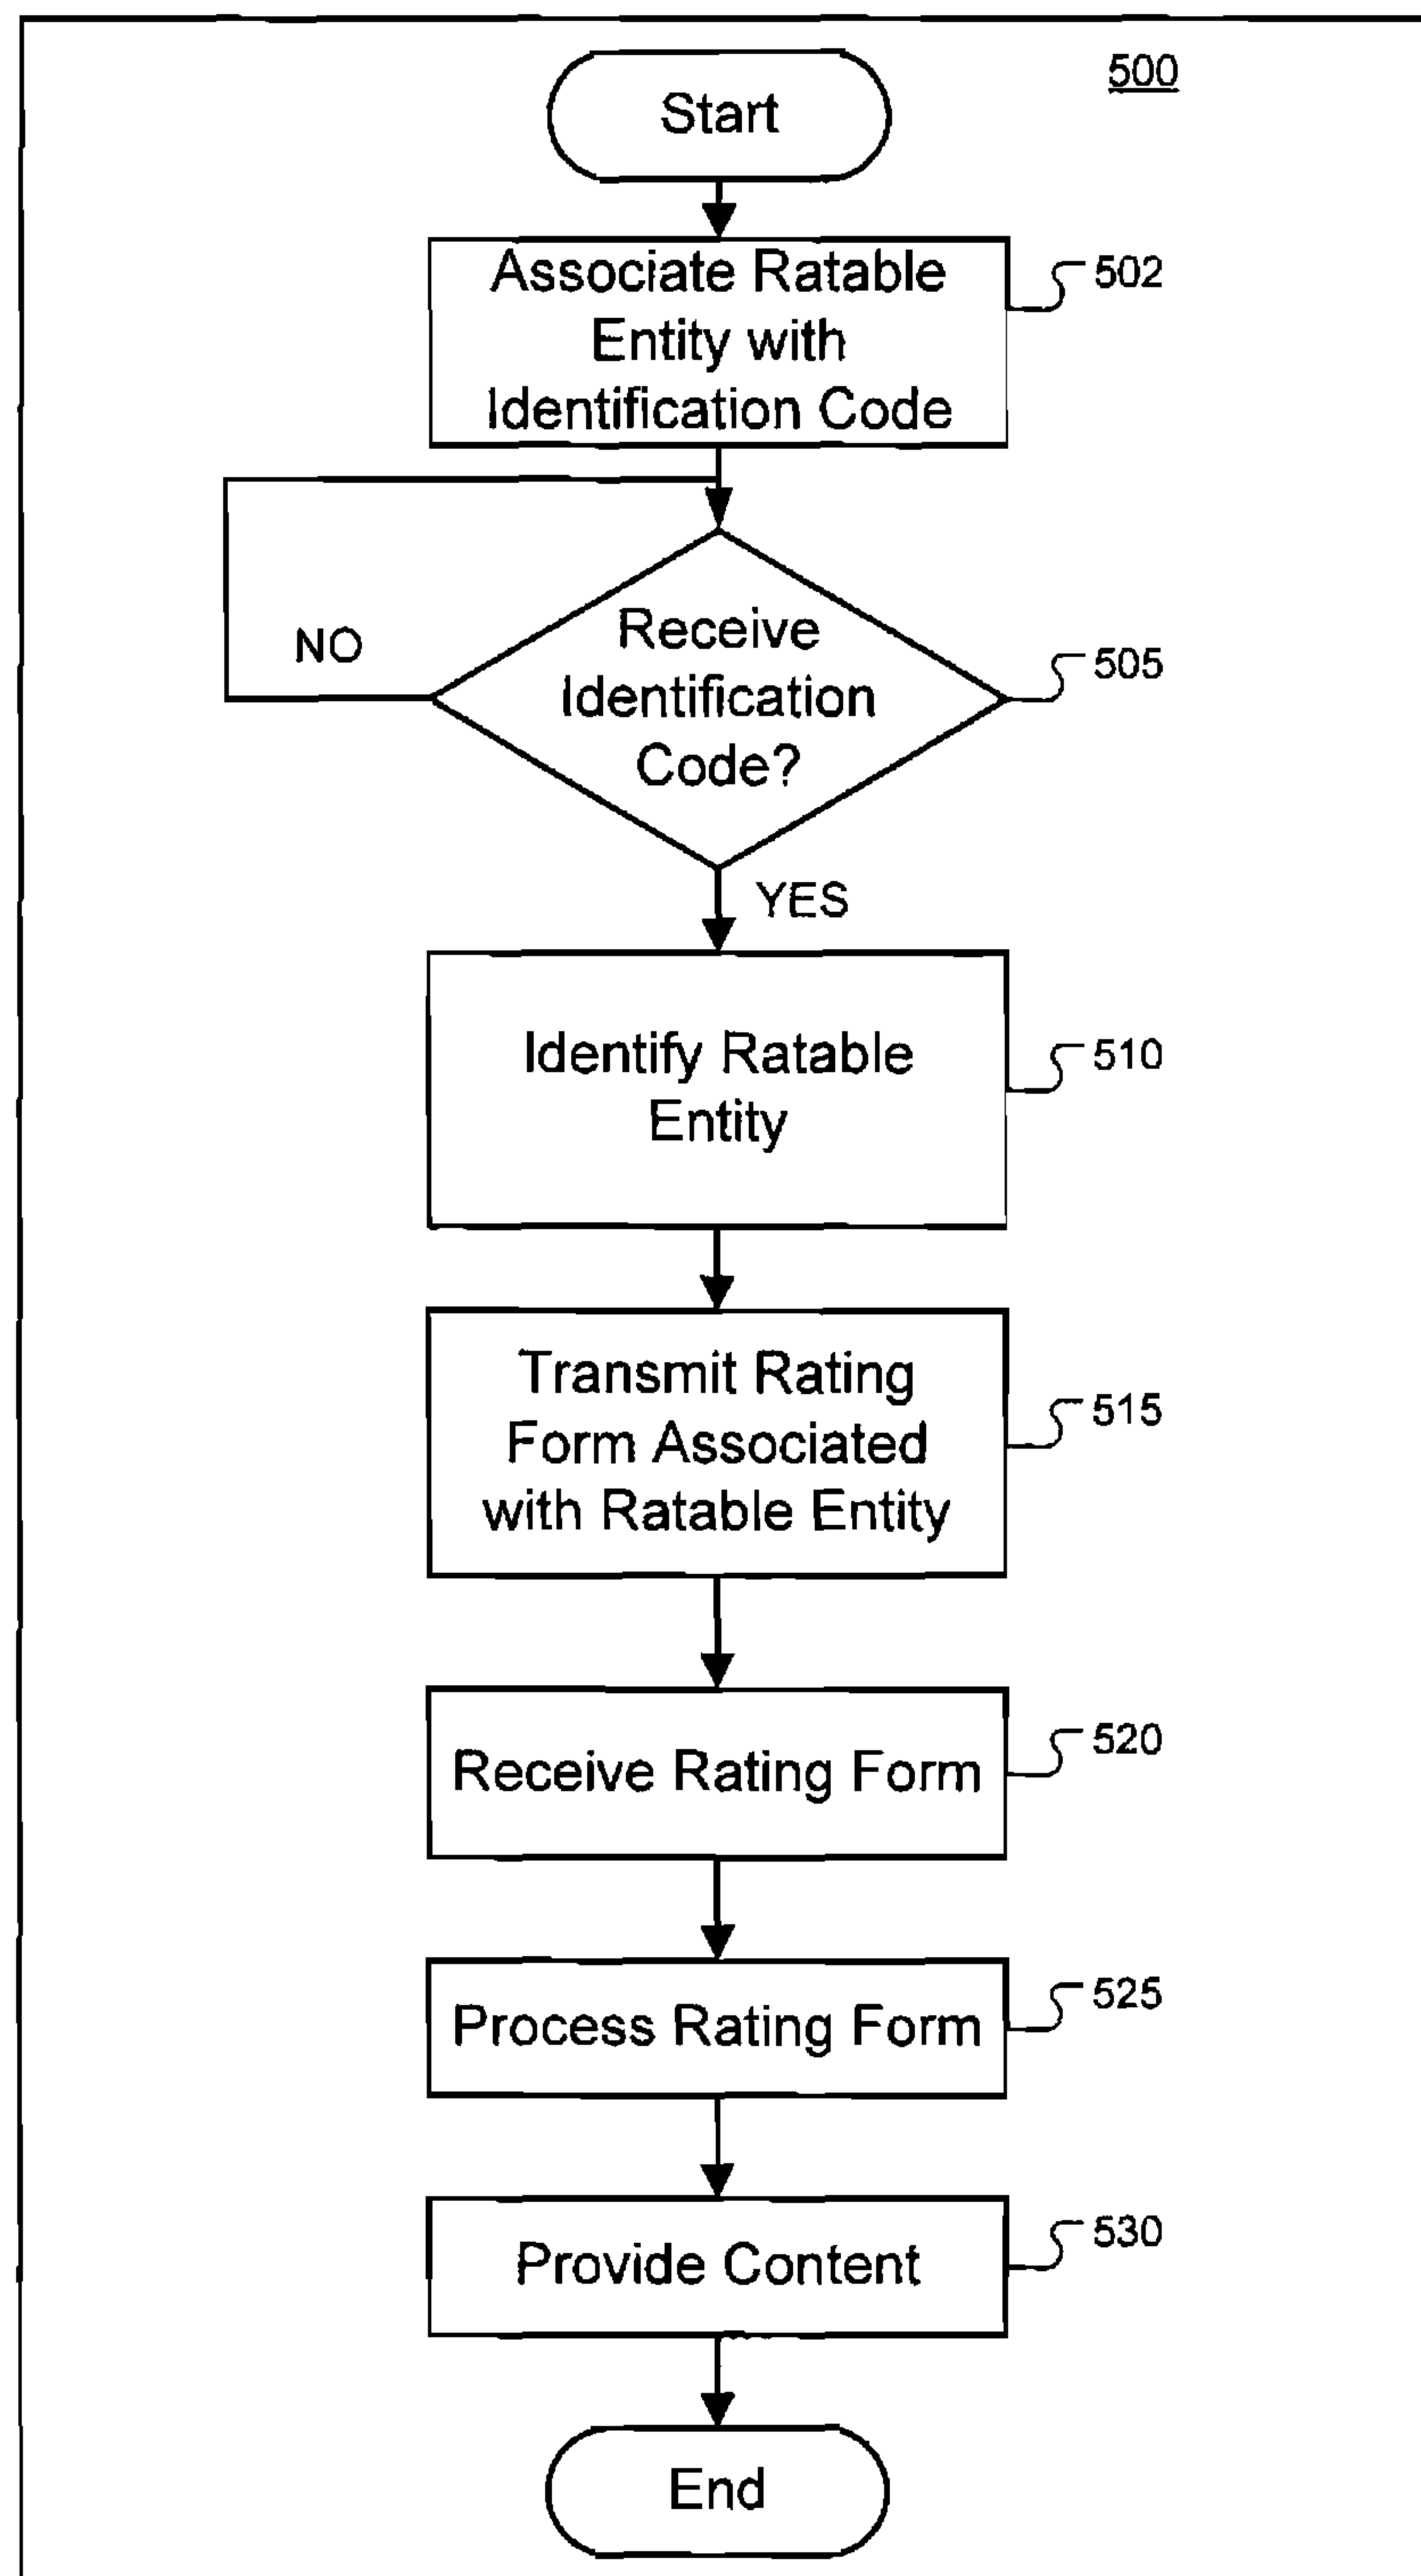 500
Start
Associate Ratable
Entity with
Identification Code
502
Receive
Identification
Code?
505
NO
YES
Identify Ratable
Entity
510
Transmit Rating
Form Associated
with Ratable Entity
515
Receive Rating Form
520
Process Rating Form
525
Provide Content
530
End